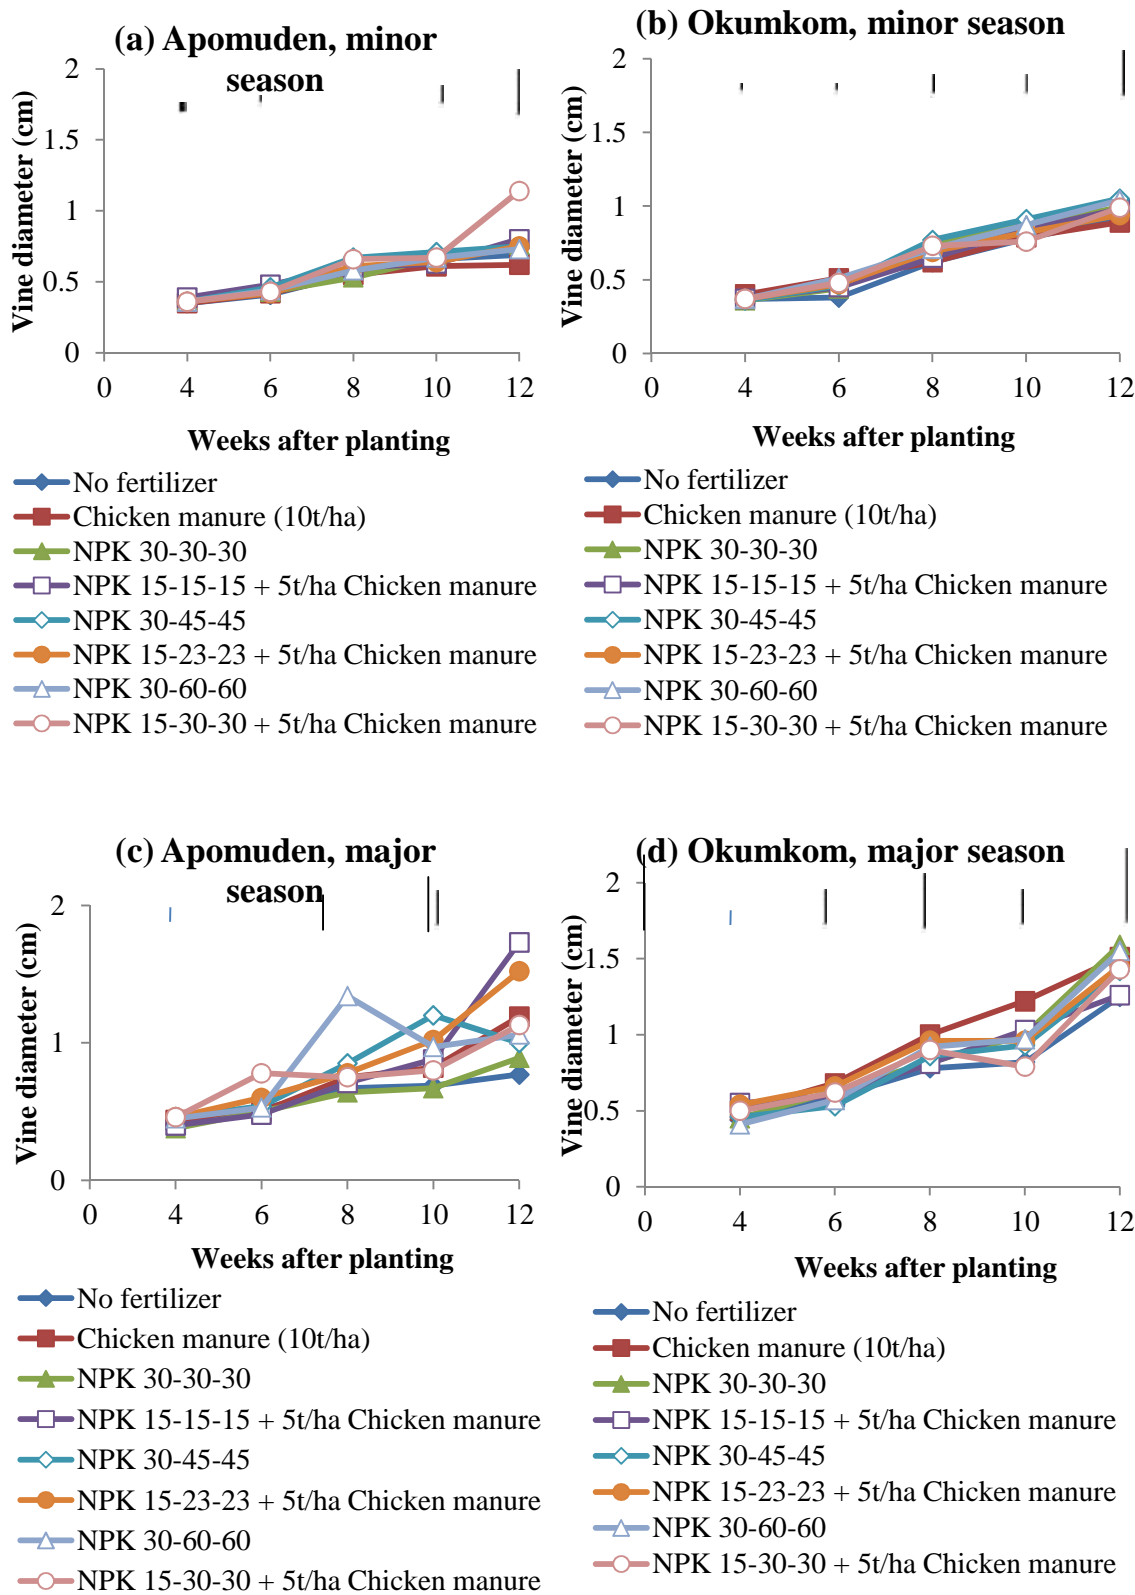 (a) Apomuden, minor
season
Vine diameter (cm)
2
1.5
1
0.5
0
0 4 6 8 10 12
Weeks after planting
No fertilizer
Chicken manure (10t/ha)
NPK 30-30-30
NPK 15-15-15 + 5t/ha Chicken manure
NPK 30-45-45
NPK 15-23-23 + 5t/ha Chicken manure
NPK 30-60-60
NPK 15-30-30 + 5t/ha Chicken manure
(b) Okumkom, minor season
Vine diameter (cm)
2
1.5
1
0.5
0
0 4 6 8 10 12
Weeks after planting
No fertilizer
Chicken manure (10t/ha)
NPK 30-30-30
NPK 15-15-15 + 5t/ha Chicken manure
NPK 30-45-45
NPK 15-23-23 + 5t/ha Chicken manure
NPK 30-60-60
NPK 15-30-30 + 5t/ha Chicken manure
(c) Apomuden, major
season
Vine diameter (cm)
2
1
0
0 4 6 8 10 12
Weeks after planting
No fertilizer
Chicken manure (10t/ha)
NPK 30-30-30
NPK 15-15-15 + 5t/ha Chicken manure
NPK 30-45-45
NPK 15-23-23 + 5t/ha Chicken manure
NPK 30-60-60
NPK 15-30-30 + 5t/ha Chicken manure
(d) Okumkom, major season
Vine diameter (cm)
2
1.5
1
0.5
0
0 4 6 8 10 12
Weeks after planting
No fertilizer
Chicken manure (10t/ha)
NPK 30-30-30
NPK 15-15-15 + 5t/ha Chicken manure
NPK 30-45-45
NPK 15-23-23 + 5t/ha Chicken manure
NPK 30-60-60
NPK 15-30-30 + 5t/ha Chicken manure